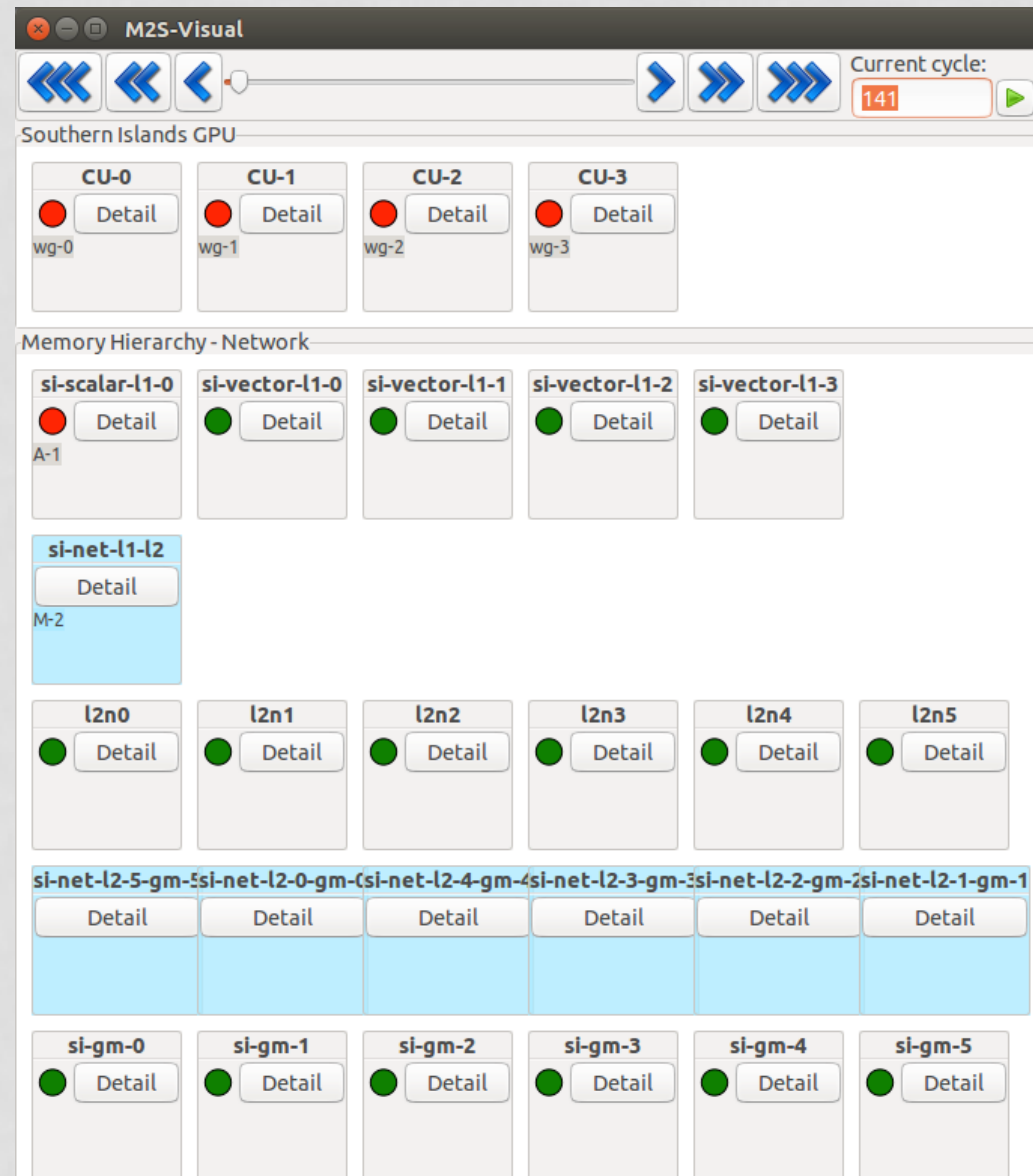 M2S-Visual
Current cycle:
141
Southern Islands GPU
CU-0 CU-1 CU-2 CU-3
Detail Detail Detail Detail
wg-0 wg-1 wg-2 wg-3
Memory Hierarchy - Network
si-scalar-l1-0 si-vector-l1-0 si-vector-l1-1 si-vector-l1-2 si-vector-l1-3
Detail Detail Detail Detail Detail
A-1
si-net-l1-l2
Detail
M-2
l2n0 l2n1 l2n2 l2n3 l2n4 l2n5
Detail Detail Detail Detail Detail Detail
si-net-l2-5-gm-5 si-net-l2-0-gm-0 si-net-l2-4-gm-4 si-net-l2-3-gm-3 si-net-l2-2-gm-2 si-net-l2-1-gm-1
Detail Detail Detail Detail Detail Detail
si-gm-0 si-gm-1 si-gm-2 si-gm-3 si-gm-4 si-gm-5
Detail Detail Detail Detail Detail Detail